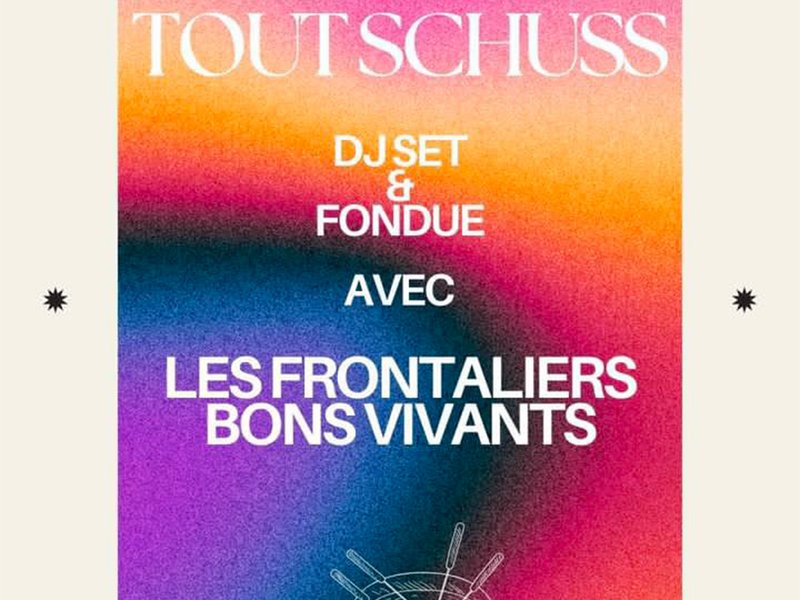 TOUT SCHUSS
DJ SET
&
FONDUE
AVEC
LES FRONTALIERS
BONS VIVANTS